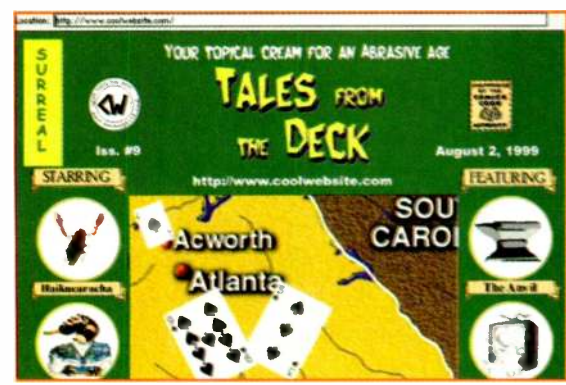 Location: http://www.coolwebsite.com/
SURREAL
YOUR TOPICAL CREAM FOR AN ABRASIVE AGE
TALES FROM
THE DECK
Iss. #9
August 2, 1999
http://www.coolwebsite.com
STARRING
FEATURING
SOU
CAROL
Acworth
Atlanta
Haikucaracha
The Anvil